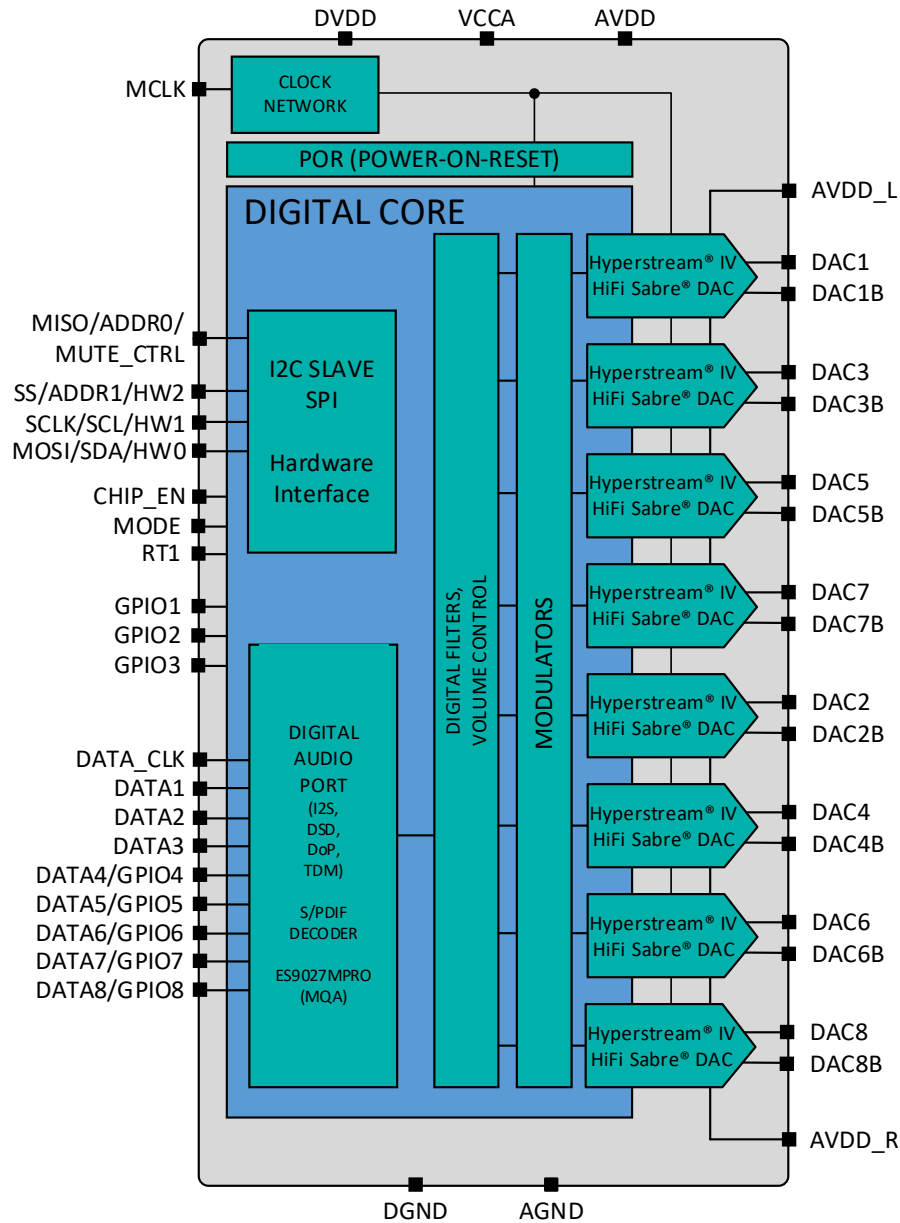 DVDD
VCCA
AVDD
MCLK
CLOCK
NETWORK
POR (POWER-ON-RESET)
DIGITAL CORE
AVDD_L
MISO/ADDR0/
MUTE_CTRL
SS/ADDR1/HW2
SCLK/SCL/HW1
MOSI/SDA/HW0
CHIP_EN
MODE
RT1
GPIO1
GPIO2
GPIO3
DATA_CLK
DATA1
DATA2
DATA3
DATA4/GPIO4
DATA5/GPIO5
DATA6/GPIO6
DATA7/GPIO7
DATA8/GPIO8
I2C SLAVE
SPI
Hardware
Interface
DIGITAL
AUDIO
PORT
(I2S,
DSD,
DoP,
TDM)
S/PDIF
DECODER
ES9027MPRO
(MQA)
DIGITAL FILTERS,
VOLUME CONTROL
MODULATORS
Hyperstream® IV
HiFi Sabre® DAC
DAC1
DAC1B
Hyperstream® IV
HiFi Sabre® DAC
DAC3
DAC3B
Hyperstream® IV
HiFi Sabre® DAC
DAC5
DAC5B
Hyperstream® IV
HiFi Sabre® DAC
DAC7
DAC7B
Hyperstream® IV
HiFi Sabre® DAC
DAC2
DAC2B
Hyperstream® IV
HiFi Sabre® DAC
DAC4
DAC4B
Hyperstream® IV
HiFi Sabre® DAC
DAC6
DAC6B
Hyperstream® IV
HiFi Sabre® DAC
DAC8
DAC8B
AVDD_R
DGND
AGND